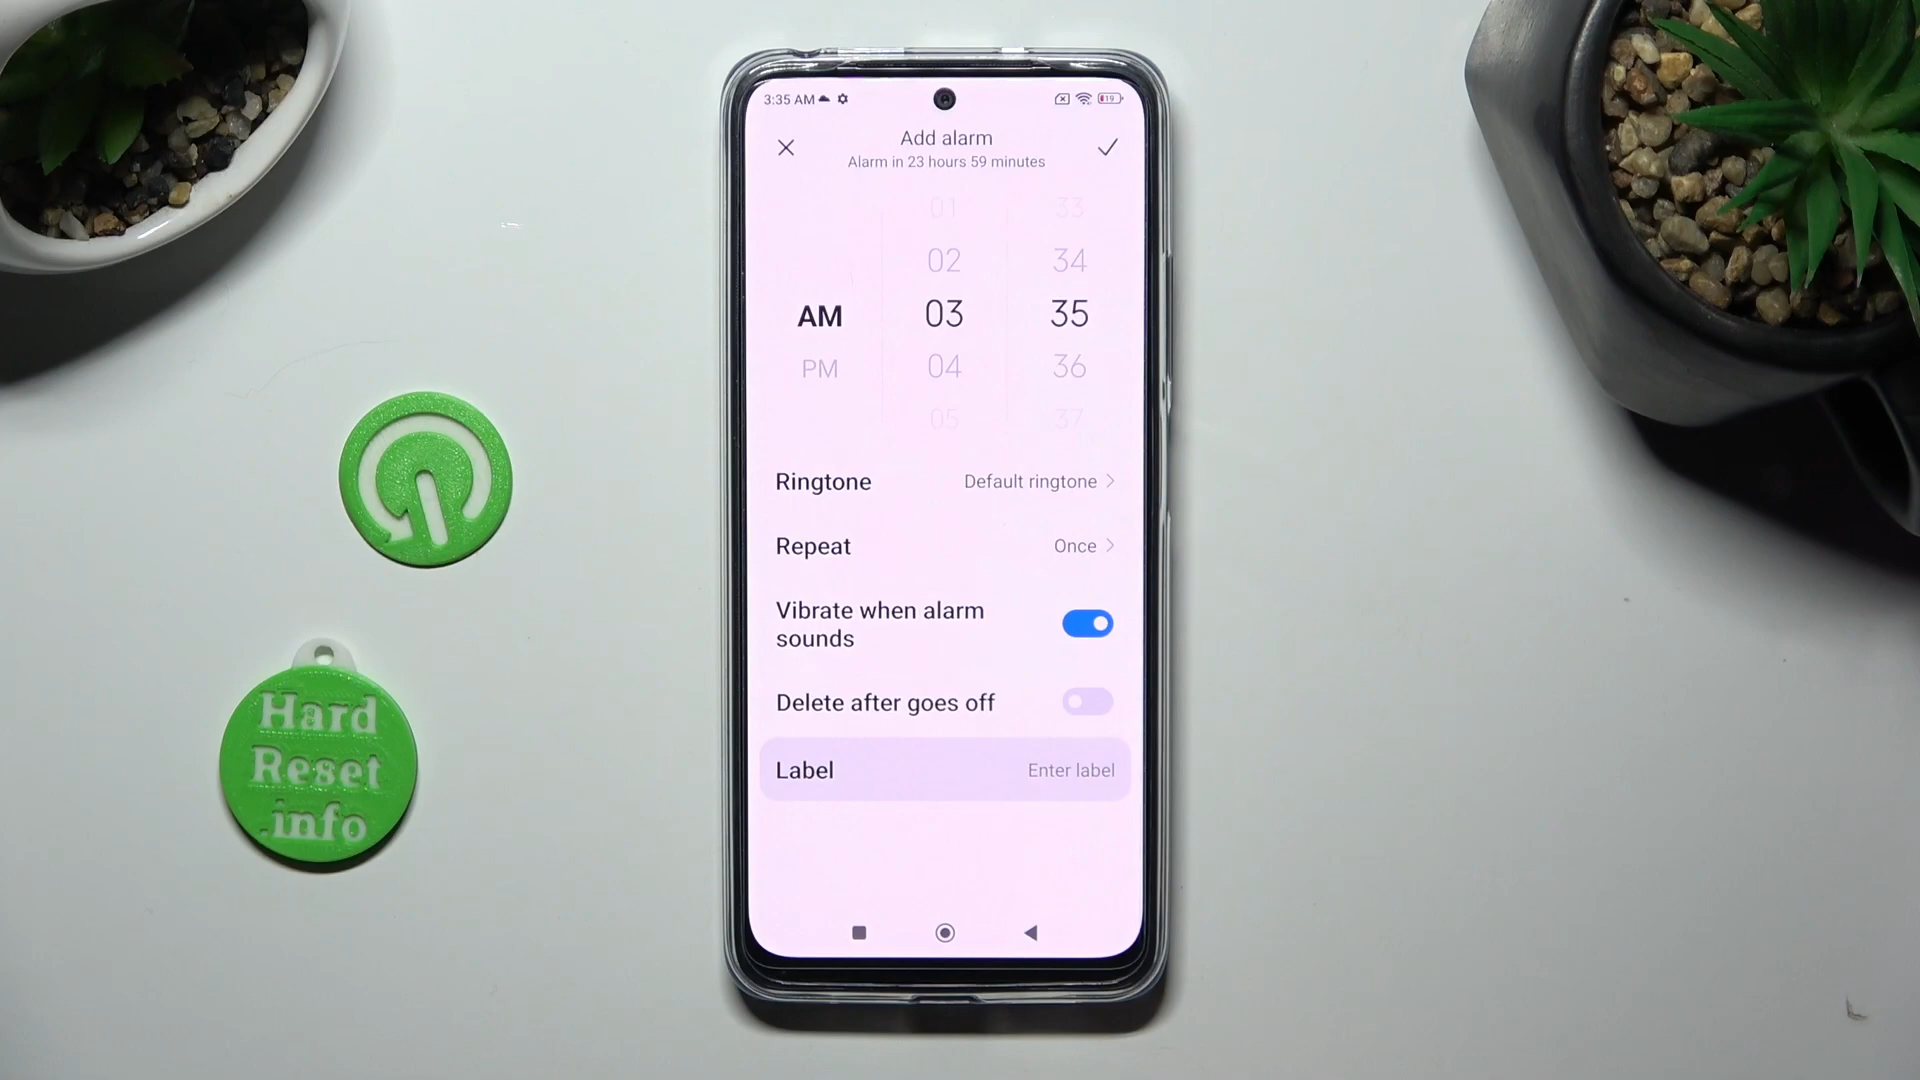 3:35 AM
19
Add alarm
Alarm in 23 hours 59 minutes
01 33
02 34
AM 03 35
PM 04 36
05 37
Ringtone Default ringtone
Repeat Once
Vibrate when alarm
sounds
Delete after goes off
Label Enter label
Hard
Reset
.info